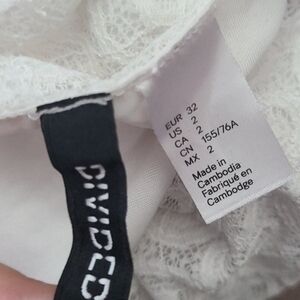 DIVIDED
EUR 32
US 2
CA 2
CN 155/76A
MX 2
Made in
Cambodia
Fabriqué en
Cambodge